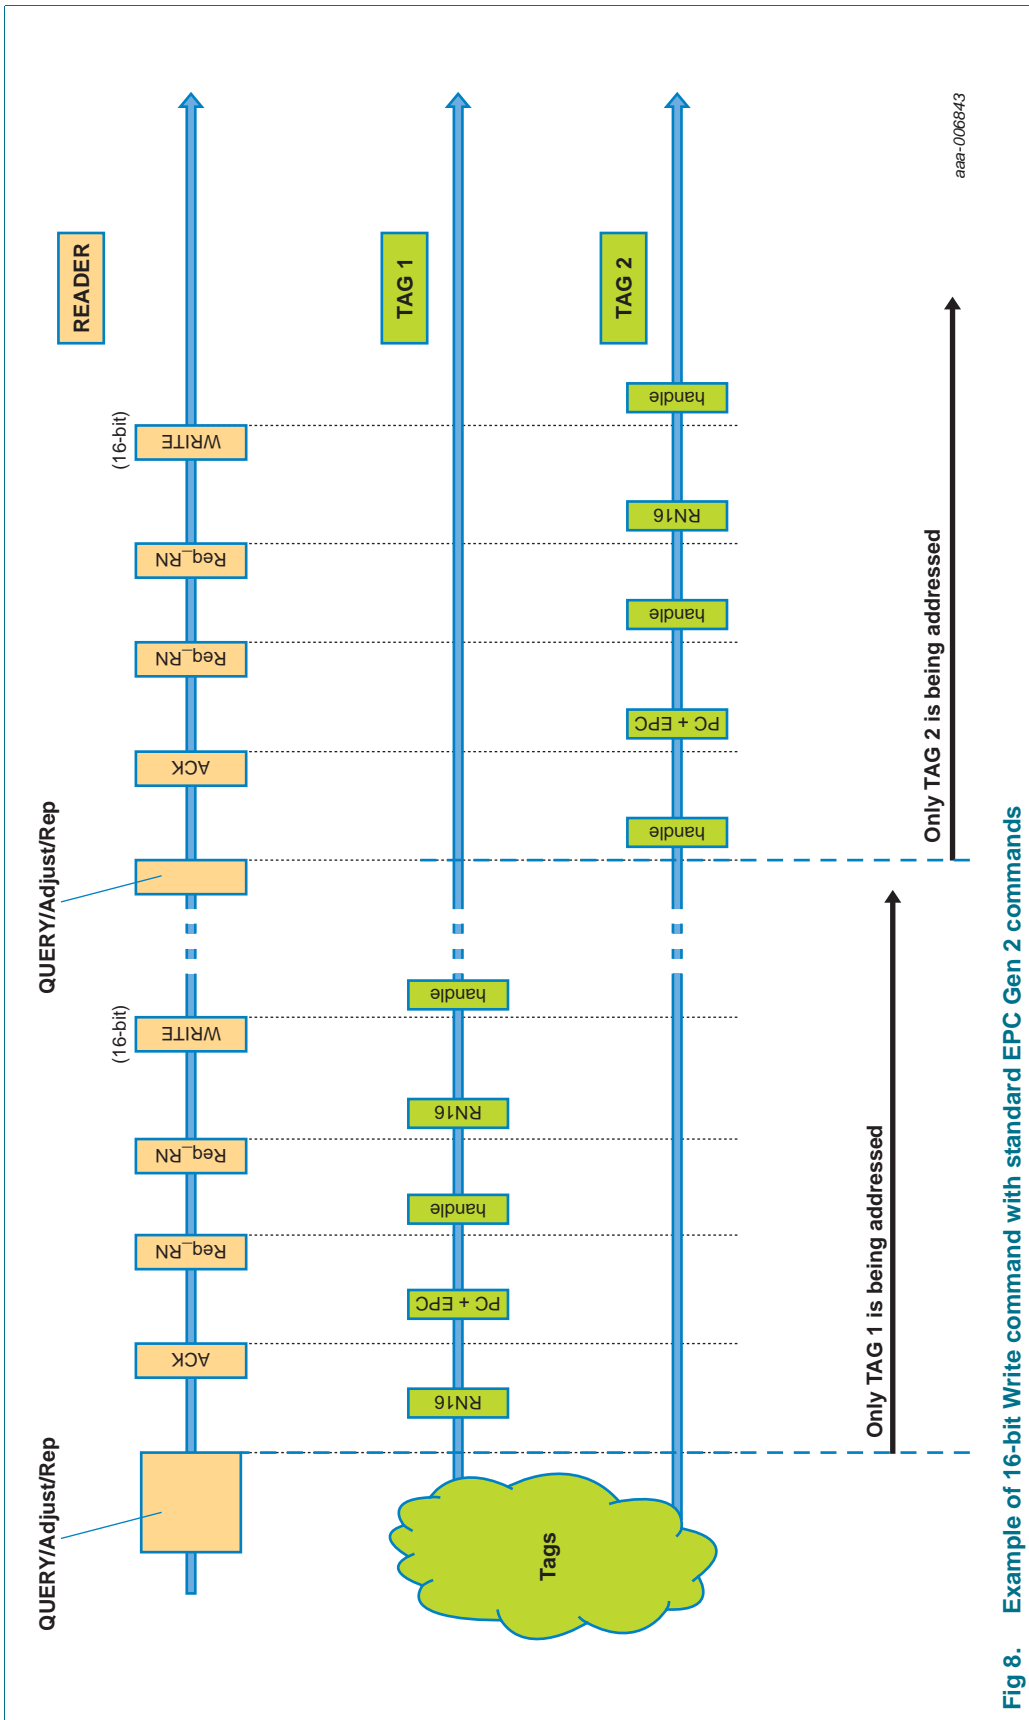 READER
TAG 1
TAG 2
QUERY/Adjust/Rep
ACK
Req_RN
Req_RN
(16-bit)
WRITE
QUERY/Adjust/Rep
ACK
Req_RN
Req_RN
(16-bit)
WRITE
Tags
RN16
PC + EPC
handle
RN16
handle
handle
PC + EPC
handle
RN16
handle
Only TAG 1 is being addressed
Only TAG 2 is being addressed
aaa-006843
Fig 8. Example of 16-bit Write command with standard EPC Gen 2 commands